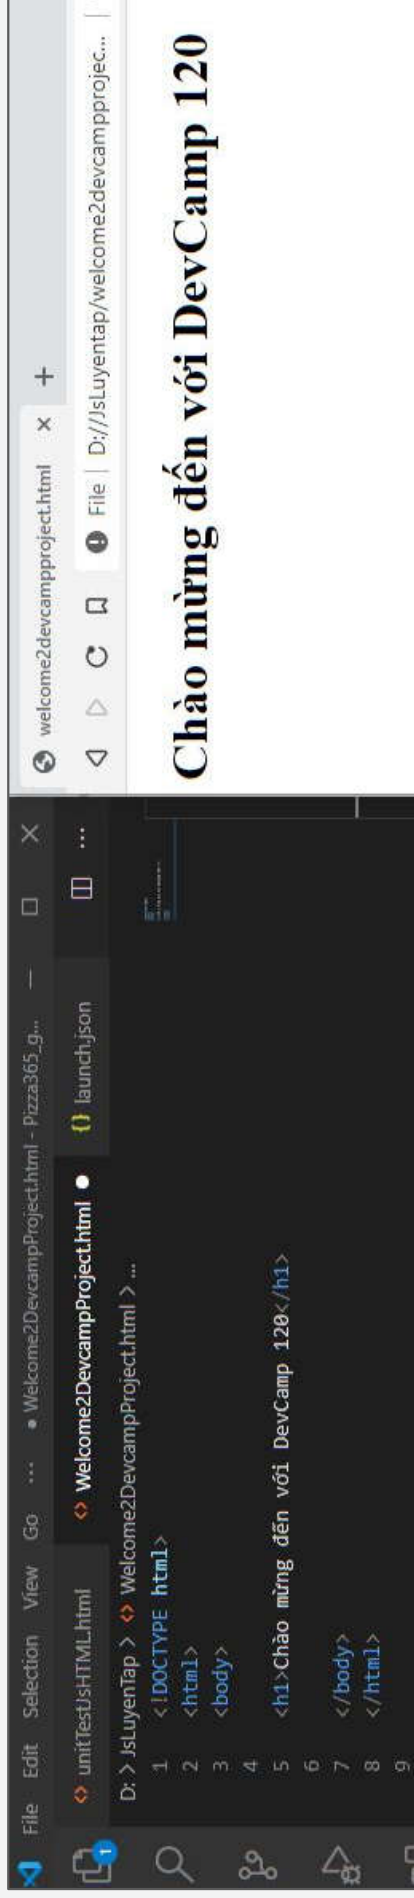 File Edit Selection View Go ··· ● Welcome2DevcampProject.html - Pizza365_g...
unitTestJsHTML.html Welcome2DevcampProject.html ● {} launch.json ···
D: > JsLuyenTap > <> Welcome2DevcampProject.html > ...
1 <!DOCTYPE html>
2 <html>
3 <body>
4
5 <h1>Chào mừng đến với DevCamp 120</h1>
6
7 </body>
8 </html>
9
1
welcome2devcampproject.html × +
File | D://JsLuyentap/welcome2devcampprojec...
Chào mừng đến với DevCamp 120